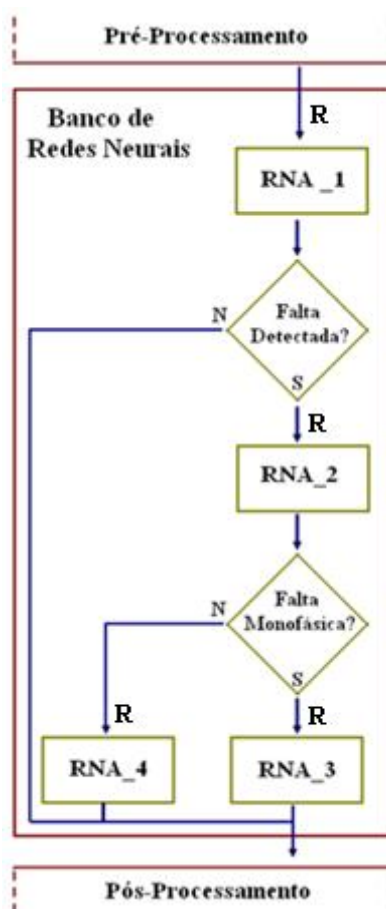 Pré-Processamento
R
Banco de
Redes Neurais
RNA _1
N
Falta
Detectada?
S
R
RNA_2
N
Falta
Monofásica?
S
R
R
RNA_4
RNA_3
Pós-Processamento